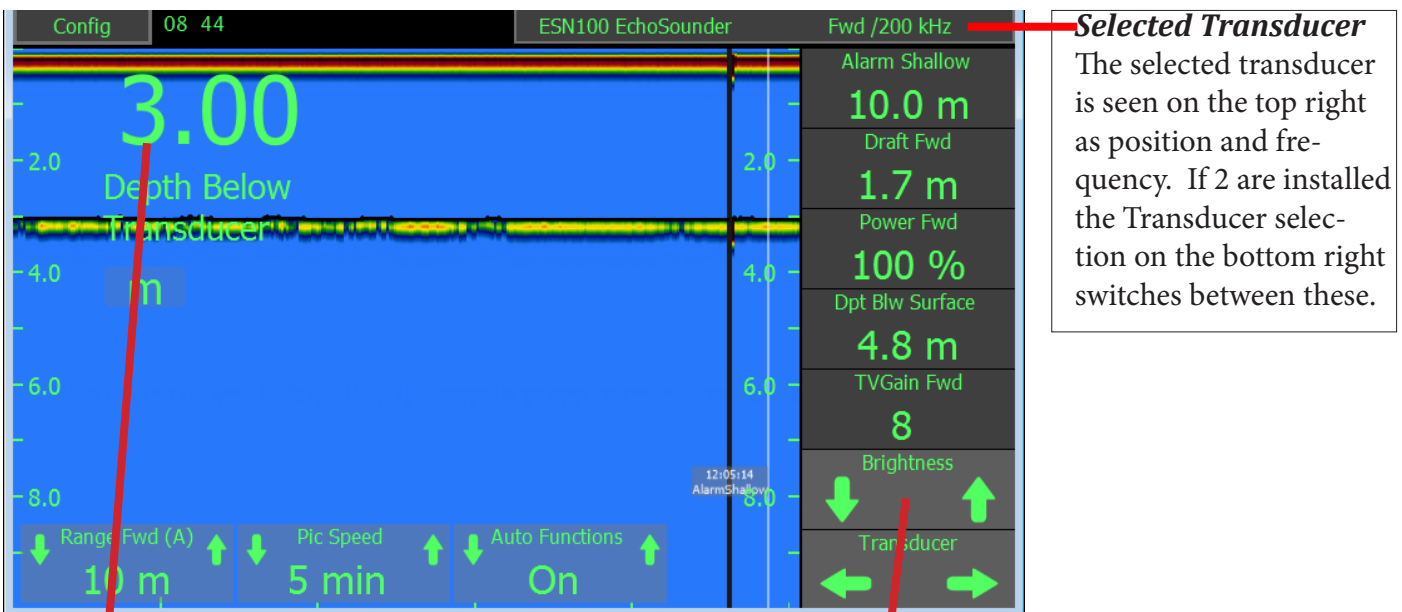 Config
08 44
ESN100 EchoSounder
Fwd /200 kHz
3.00
Depth Below
Transducer
m
2.0
4.0
6.0
8.0
2.0
4.0
6.0
8.0
12:05:14
AlarmShallow
Range Fwd (A)
10 m
Pic Speed
5 min
Auto Functions
On
Alarm Shallow
10.0 m
Draft Fwd
1.7 m
Power Fwd
100 %
Dpt Blw Surface
4.8 m
TVGain Fwd
8
Brightness
Transducer
Selected Transducer
The selected transducer
is seen on the top right
as position and fre-
quency. If 2 are installed
the Transducer selec-
tion on the bottom right
switches between these.